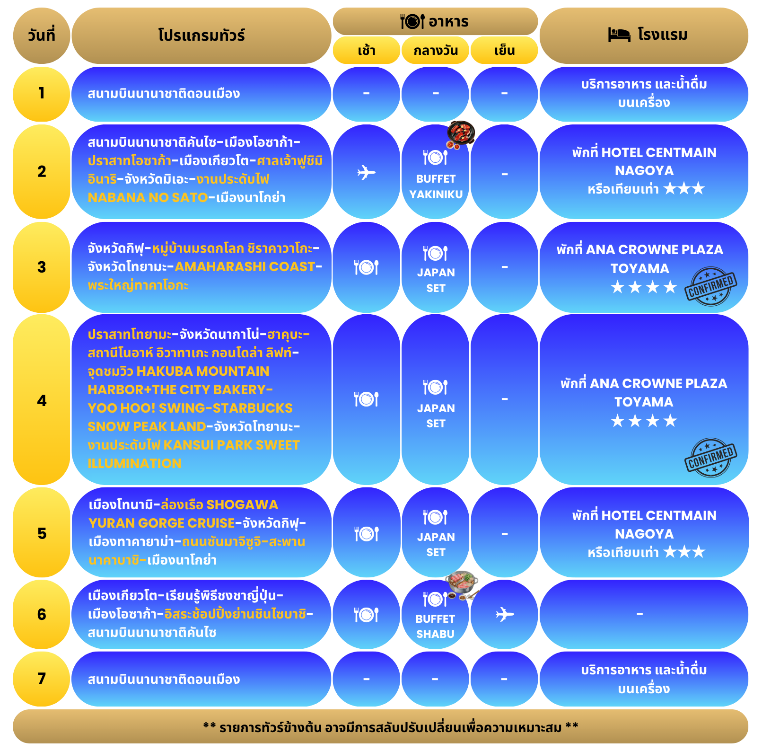 วันที่
โปรแกรมทัวร์
อาหาร
เช้า
กลางวัน
เย็น
โรงแรม
1
สนามบินนานาชาติดอนเมือง
-
-
-
บริการอาหาร และน้ำดื่ม
บนเครื่อง
2
สนามบินนานาชาติคันไซ-เมืองโอซาก้า-
ปราสาทโอซาก้า-เมืองเกียวโต-ศาลเจ้าฟูชิมิ
อินาริ-จังหวัดมิเอะ-งานประดับไฟ
NABANA NO SATO-เมืองนาโกย่า
BUFFET
YAKINIKU
-
พักที่ HOTEL CENTMAIN
NAGOYA
หรือเทียบเท่า ★★★
3
จังหวัดกิฟุ-หมู่บ้านมรดกโลก ชิราคาวาโกะ-
จังหวัดโทยามะ-AMAHARASHI COAST-
พระใหญ่ทาคาโอกะ
JAPAN
SET
-
พักที่ ANA CROWNE PLAZA
TOYAMA
★★★★
CONFIRMED
4
ปราสาทโทยามะ-จังหวัดนากาโน่-ฮาคุบะ-
สถานีโนอาห์ อิวาทาเกะ กอนโดล่า ลิฟท์-
จุดชมวิว HAKUBA MOUNTAIN
HARBOR+THE CITY BAKERY-
YOO HOO! SWING-STARBUCKS
SNOW PEAK LAND-จังหวัดโทยามะ-
งานประดับไฟ KANSUI PARK SWEET
ILLUMINATION
JAPAN
SET
-
พักที่ ANA CROWNE PLAZA
TOYAMA
★★★★
CONFIRMED
5
เมืองโทนามิ-ล่องเรือ SHOGAWA
YURAN GORGE CRUISE-จังหวัดกิฟุ-
เมืองทาคายาม่า-ถนนซันมาจิซูจิ-สะพาน
นาคาบาชิ-เมืองนาโกย่า
JAPAN
SET
-
พักที่ HOTEL CENTMAIN
NAGOYA
หรือเทียบเท่า ★★★
6
เมืองเกียวโต-เรียนรู้พิธีชงชาญี่ปุ่น-
เมืองโอซาก้า-อิสระช้อปปิ้งย่านชินไซบาชิ-
สนามบินนานาชาติคันไซ
BUFFET
SHABU
-
7
สนามบินนานาชาติดอนเมือง
-
-
-
บริการอาหาร และน้ำดื่ม
บนเครื่อง
** รายการทัวร์ข้างต้น อาจมีการสลับปรับเปลี่ยนเพื่อความเหมาะสม **